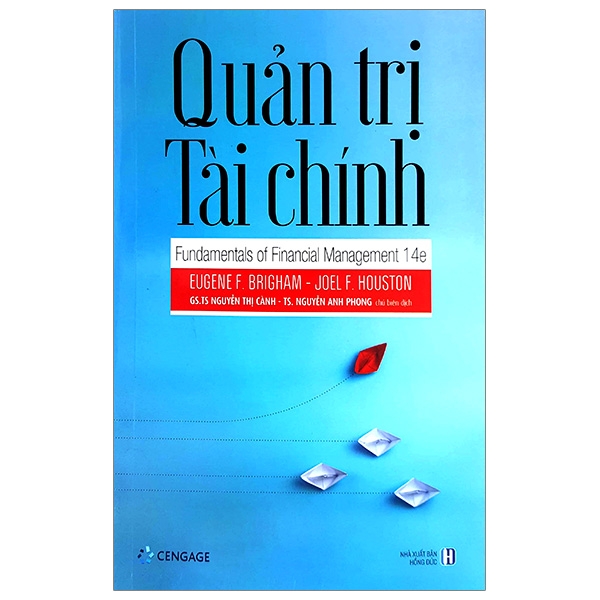 Quản trị
Tài chính
Fundamentals of Financial Management 14e
EUGENE F. BRIGHAM - JOEL F. HOUSTON
GS.TS NGUYỄN THỊ CÀNH - TS. NGUYỄN ANH PHONG chủ biên dịch
CENGAGE
NHÀ XUẤT BẢN
HỒNG ĐỨC
H